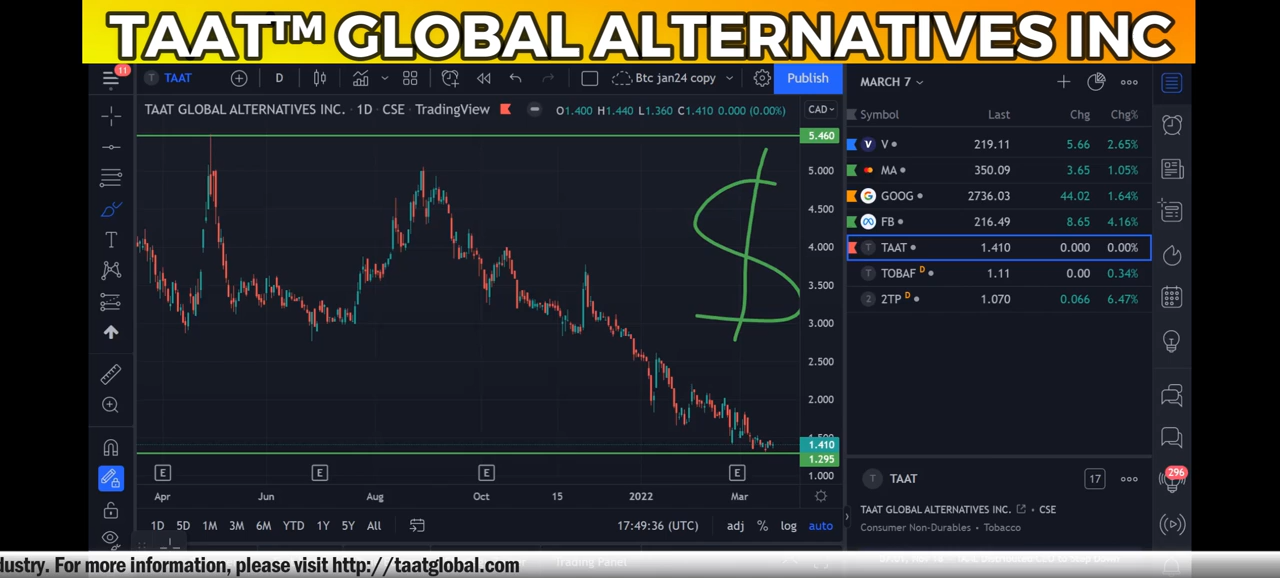 TAAT™ GLOBAL ALTERNATIVES INC
11
T TAAT
D
Btc jan24 copy
Publish
MARCH 7
TAAT GLOBAL ALTERNATIVES INC. · 1D · CSE · TradingView
O1.400 H1.440 L1.360 C1.410 0.000 (0.00%)
CAD
Symbol Last Chg Chg%
V V 219.11 5.66 2.65%
MA 350.09 3.65 1.05%
GOOG 2736.03 44.02 1.64%
FB 216.49 8.65 4.16%
T TAAT 1.410 0.000 0.00%
T TOBAF D 1.11 0.00 0.34%
2 2TP D 1.070 0.066 6.47%
5.460
5.000
4.500
4.000
3.500
3.000
2.500
2.000
1.410
1.295
1.000
$
T
E E E E
Apr Jun Aug Oct 15 2022 Mar
1D 5D 1M 3M 6M YTD 1Y 5Y All
17:49:36 (UTC)
adj % log auto
T TAAT
17
296
TAAT GLOBAL ALTERNATIVES INC. · CSE
Consumer Non-Durables · Tobacco
dustry. For more information, please visit http://taatglobal.com
Trading Panel